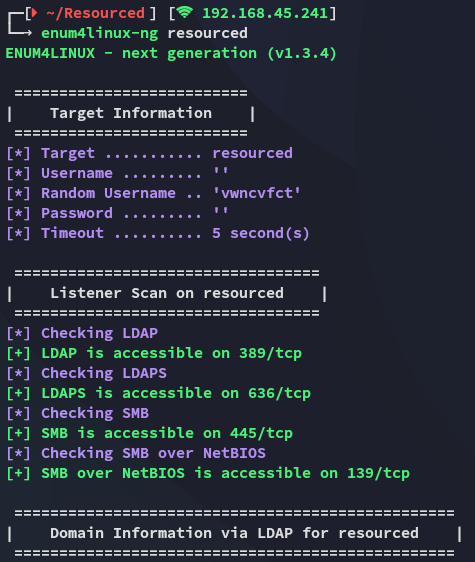 ┌─[ ~/Resourced ] [ 192.168.45.241]
└─→ enum4linux-ng resourced
ENUM4LINUX - next generation (v1.3.4)
 ==========================
|    Target Information    |
 ==========================
[*] Target ........... resourced
[*] Username ......... ''
[*] Random Username .. 'vwncvfct'
[*] Password ......... ''
[*] Timeout .......... 5 second(s)
 ==================================
|    Listener Scan on resourced    |
 ==================================
[*] Checking LDAP
[+] LDAP is accessible on 389/tcp
[*] Checking LDAPS
[+] LDAPS is accessible on 636/tcp
[*] Checking SMB
[+] SMB is accessible on 445/tcp
[*] Checking SMB over NetBIOS
[+] SMB over NetBIOS is accessible on 139/tcp
 =================================================
|    Domain Information via LDAP for resourced    |
 =================================================